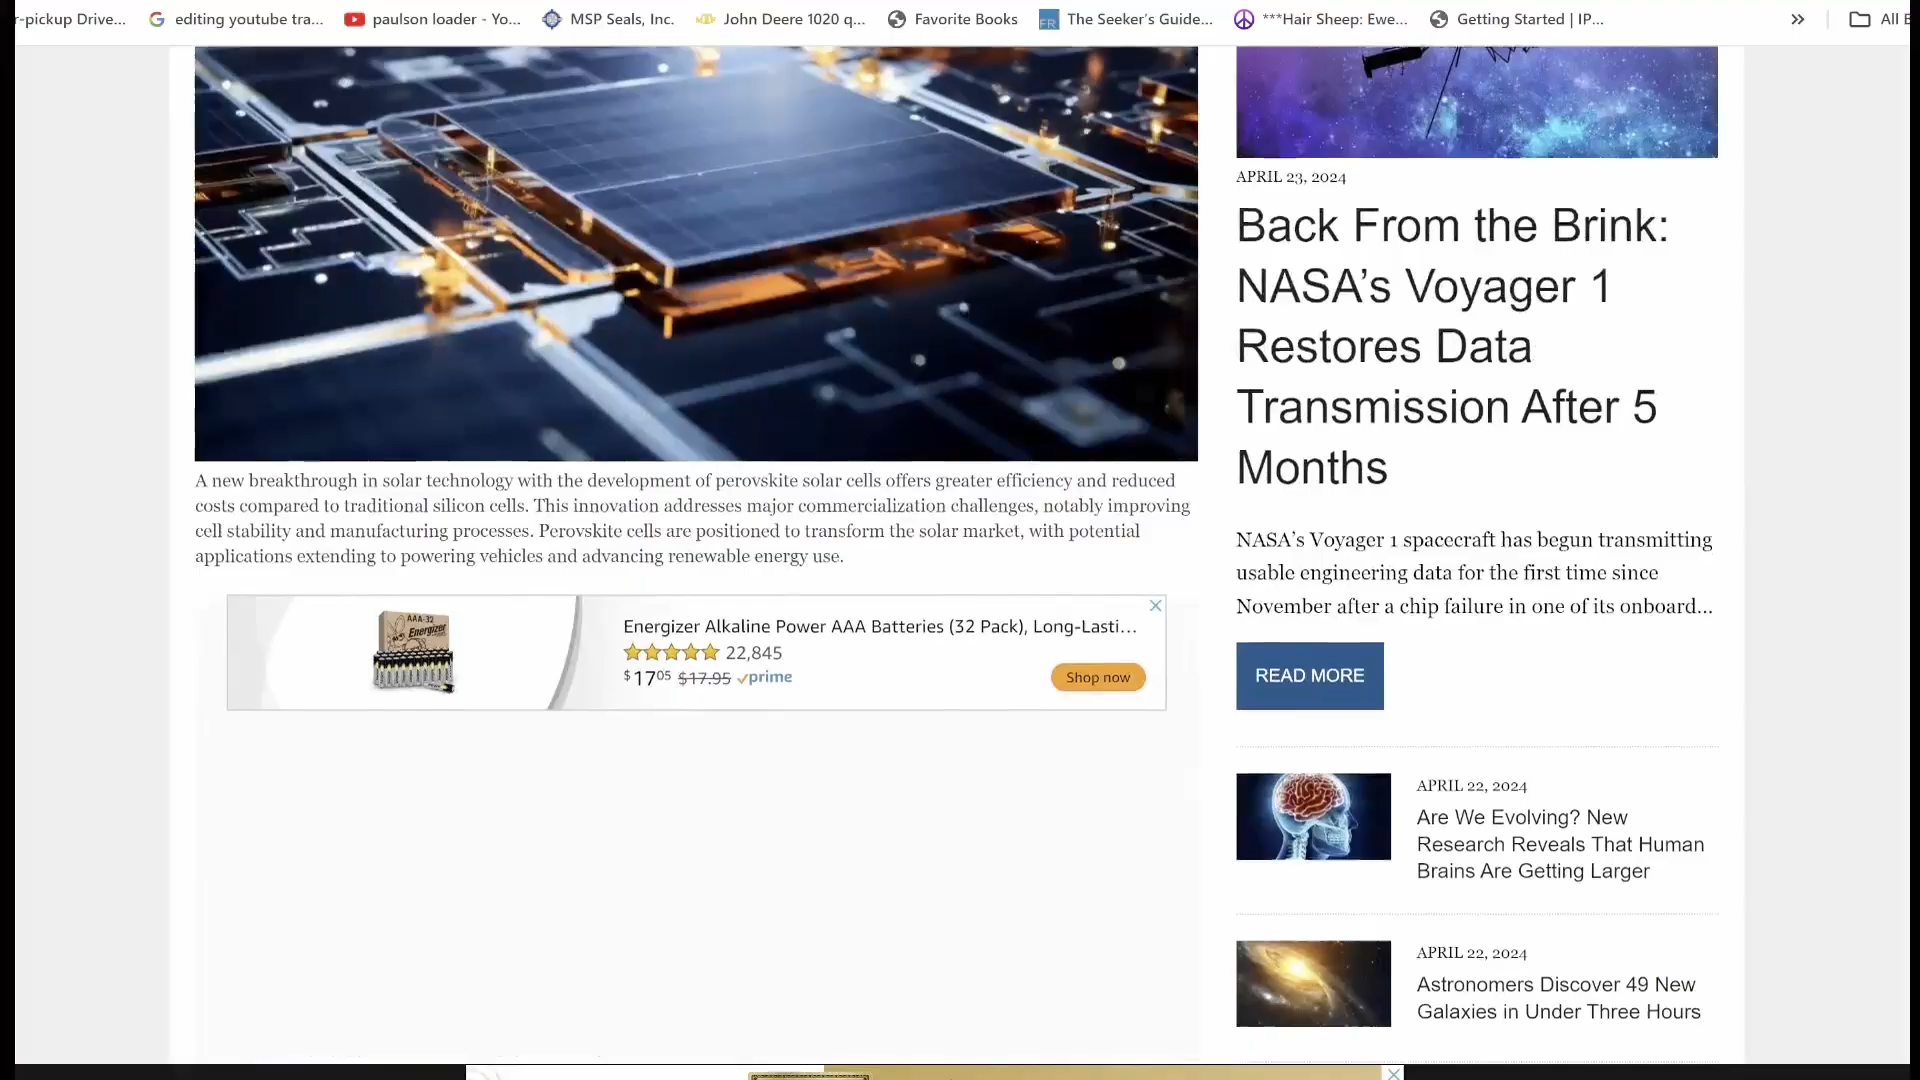 r-pickup Drive... editing youtube tra... paulson loader - Yo... MSP Seals, Inc. John Deere 1020 q... Favorite Books The Seeker's Guide... ***Hair Sheep: Ewe... Getting Started | IP... » All
A new breakthrough in solar technology with the development of perovskite solar cells offers greater efficiency and reduced
costs compared to traditional silicon cells. This innovation addresses major commercialization challenges, notably improving
cell stability and manufacturing processes. Perovskite cells are positioned to transform the solar market, with potential
applications extending to powering vehicles and advancing renewable energy use.
AAA-32
Energizer
Energizer Alkaline Power AAA Batteries (32 Pack), Long-Lasti...
22,845
$17.05 $17.95 prime
Shop now
APRIL 23, 2024
Back From the Brink:
NASA’s Voyager 1
Restores Data
Transmission After 5
Months
NASA’s Voyager 1 spacecraft has begun transmitting
usable engineering data for the first time since
November after a chip failure in one of its onboard...
READ MORE
APRIL 22, 2024
Are We Evolving? New
Research Reveals That Human
Brains Are Getting Larger
APRIL 22, 2024
Astronomers Discover 49 New
Galaxies in Under Three Hours